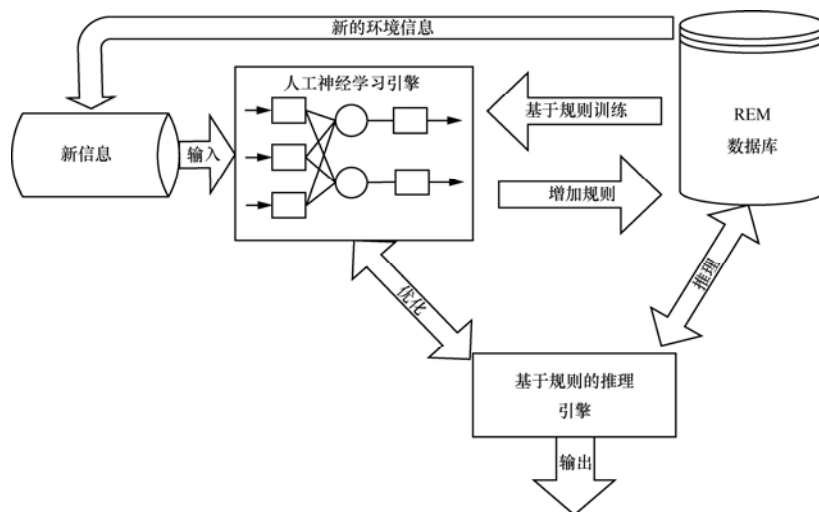 新的环境信息
人工神经学习引擎
REM
数据库
基于规则训练
新信息
输入
增加规则
优化
推理
基于规则的推理
引擎
输出